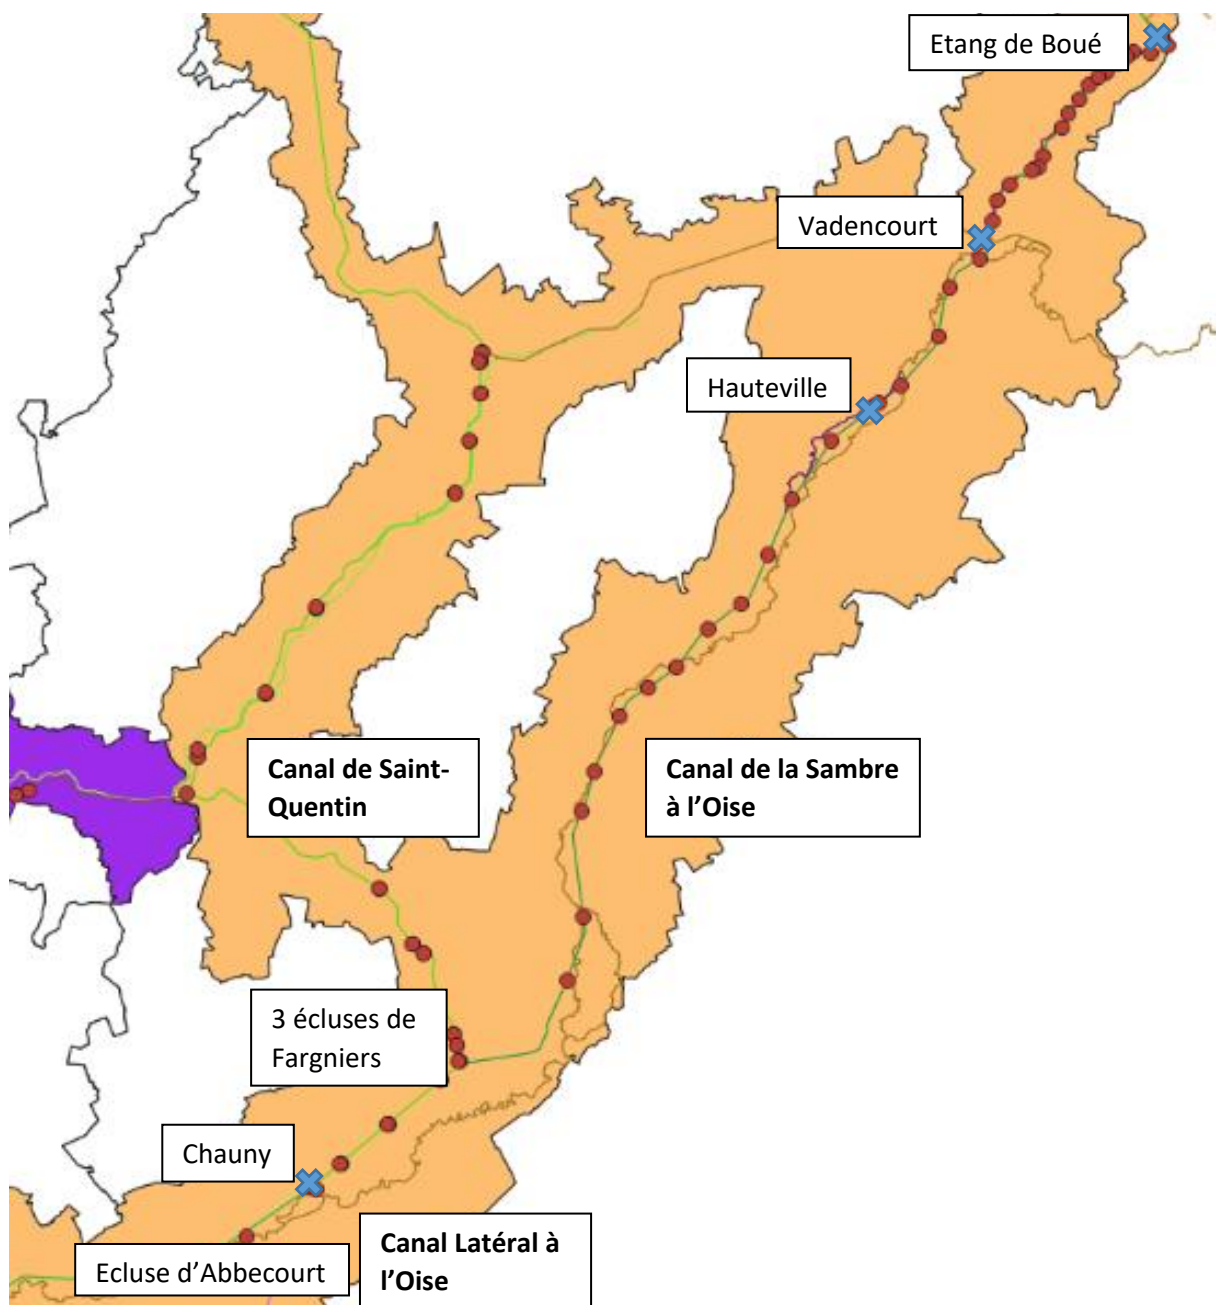 Etang de Boué
Vadencourt
Hauteville
Canal de Saint-
Quentin
Canal de la Sambre
à l’Oise
3 écluses de
Fargniers
Chauny
Canal Latéral à
l’Oise
Ecluse d’Abbecourt